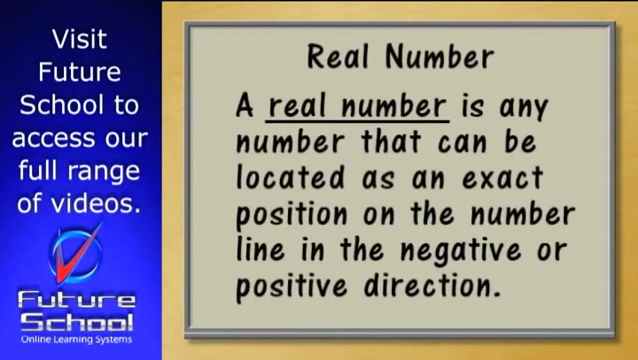 Visit
Future
School to
access our
full range
of videos.
Future
School
Online Learning Systems
Real Number
A real number is any
number that can be
located as an exact
position on the number
line in the negative or
positive direction.